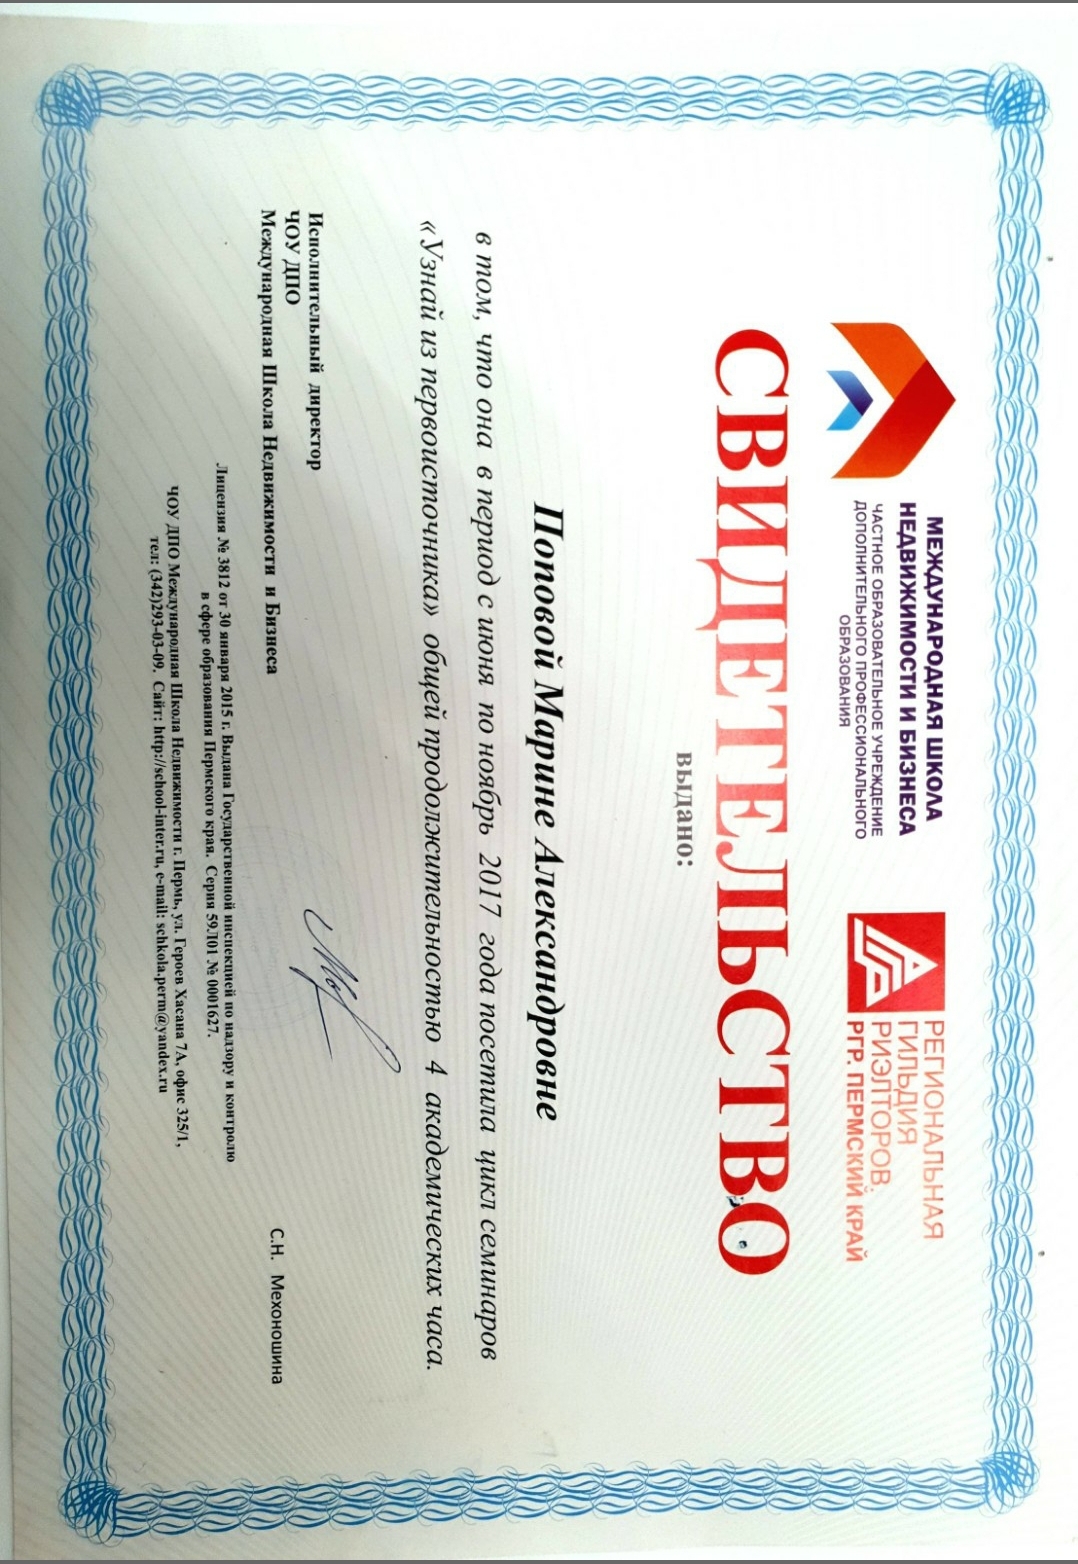 МЕЖДУНАРОДНАЯ ШКОЛА
НЕДВИЖИМОСТИ И БИЗНЕСА
ЧАСТНОЕ ОБРАЗОВАТЕЛЬНОЕ УЧРЕЖДЕНИЕ
ДОПОЛНИТЕЛЬНОГО ПРОФЕССИОНАЛЬНОГО
ОБРАЗОВАНИЯ
РЕГИОНАЛЬНАЯ
ГИЛЬДИЯ
РИЭЛТОРОВ.
РГР. ПЕРМСКИЙ КРАЙ
СВИДЕТЕЛЬСТВО
выдано:
Поповой Марине Александровне
в том, что она в период с июня по ноябрь 2017 года посетила цикл семинаров
«Узнай из первоисточника» общей продолжительностью 4 академических часа.
Исполнительный директор
ЧОУ ДПО
Международная Школа Недвижимости и Бизнеса
С.Н. Мехоношина
Лицензия № 3812 от 30 января 2015 г. Выдана Государственной инспекцией по надзору и контролю
в сфере образования Пермского края. Серия 59Л01 № 0001627.
ЧОУ ДПО Международная Школа Недвижимости г. Пермь, ул. Героев Хасана 7А, офис 325/1,
тел: (342)293-03-09, Сайт: http://school-inter.ru, e-mail: schkola.perm@yandex.ru